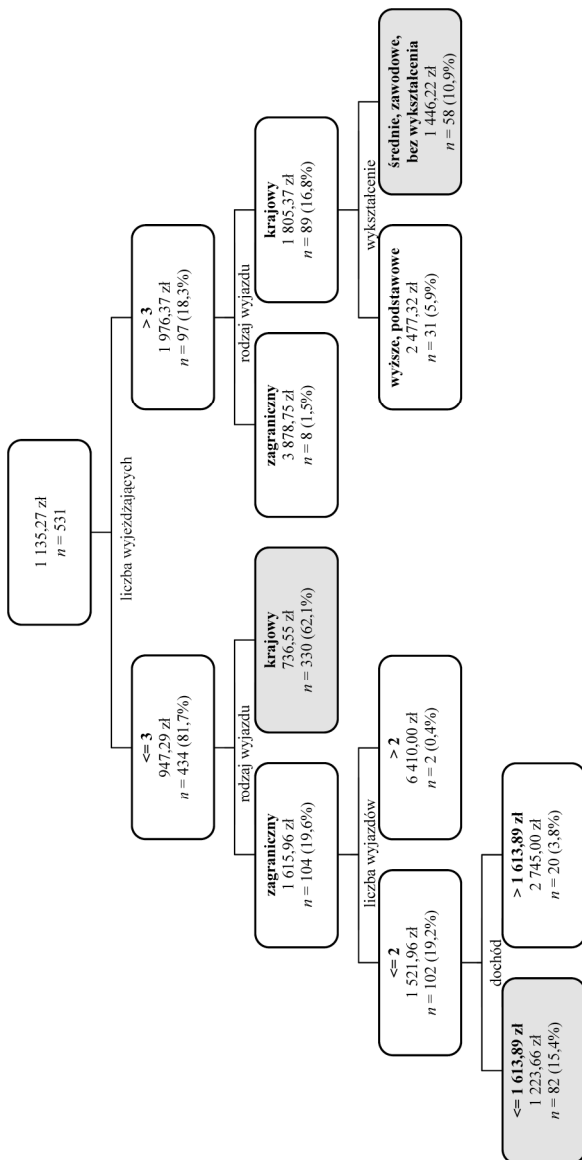 1 135,27 zł
n = 531
liczba wyjeżdżających
<= 3
947,29 zł
n = 434 (81,7%)
> 3
1 976,37 zł
n = 97 (18,3%)
rodzaj wyjazdu
rodzaj wyjazdu
zagraniczny
1 615,96 zł
n = 104 (19,6%)
krajowy
736,55 zł
n = 330 (62,1%)
zagraniczny
3 878,75 zł
n = 8 (1,5%)
krajowy
1 805,37 zł
n = 89 (16,8%)
liczba wyjazdów
wykształcenie
<= 2
1 521,96 zł
n = 102 (19,2%)
> 2
6 410,00 zł
n = 2 (0,4%)
wyższe, podstawowe
2 477,32 zł
n = 31 (5,9%)
średnie, zawodowe,
bez wykształcenia
1 446,22 zł
n = 58 (10,9%)
dochód
<= 1 613,89 zł
1 223,66 zł
n = 82 (15,4%)
> 1 613,89 zł
2 745,00 zł
n = 20 (3,8%)